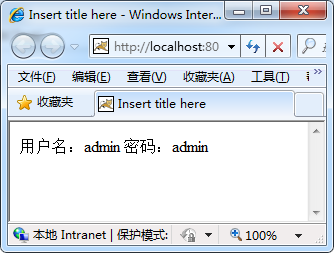 Insert title here - Windows Inter...
http://localhost:80
文件(F) 编辑(E) 查看(V) 收藏夹(A) 工具(T)
收藏夹 Insert title here
用户名：admin 密码：admin
本地 Intranet | 保护模式: 100%